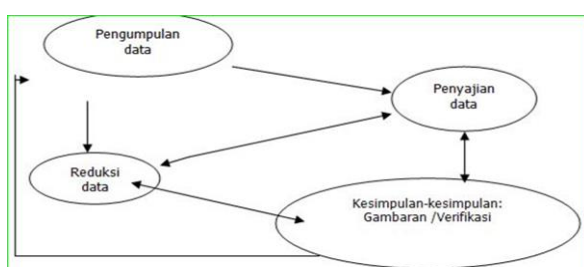 Pengumpulan
data
Penyajian
data
Reduksi
data
Kesimpulan-kesimpulan:
Gambaran /Verifikasi